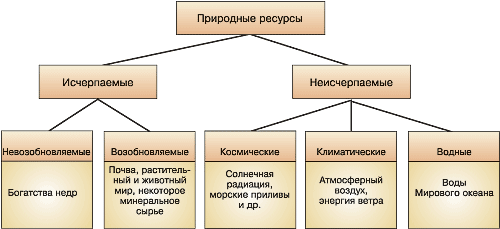 Природные ресурсы
Исчерпаемые
Неисчерпаемые
Невозобновляемые
Богатства недр
Возобновляемые
Почва, раститель-
ный и животный
мир, некоторое
минеральное
сырье
Космические
Солнечная
радиация,
морские приливы
и др.
Климатические
Атмосферный
воздух,
энергия ветра
Водные
Воды
Мирового океана